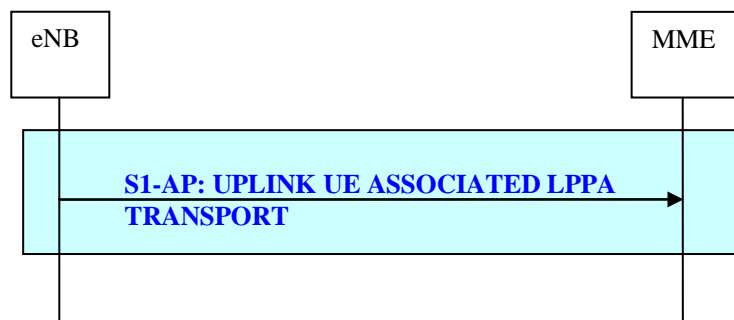 eNB
MME
S1-AP: UPLINK UE ASSOCIATED LPPA
TRANSPORT